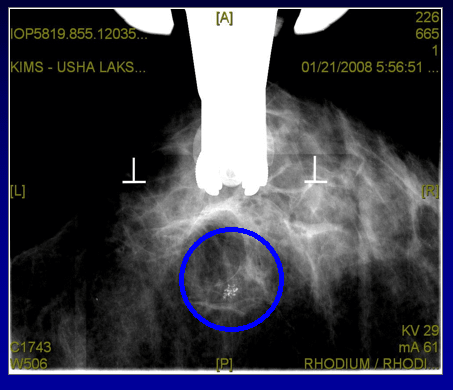 [A] 226
IOP5819.855.12035... 665
1
KIMS - USHA LAKS... 01/21/2008 5:56:51 ...
[L] [R]
KV 29
C1743 mA 61
W506 [P] RHODIUM / RHODI...